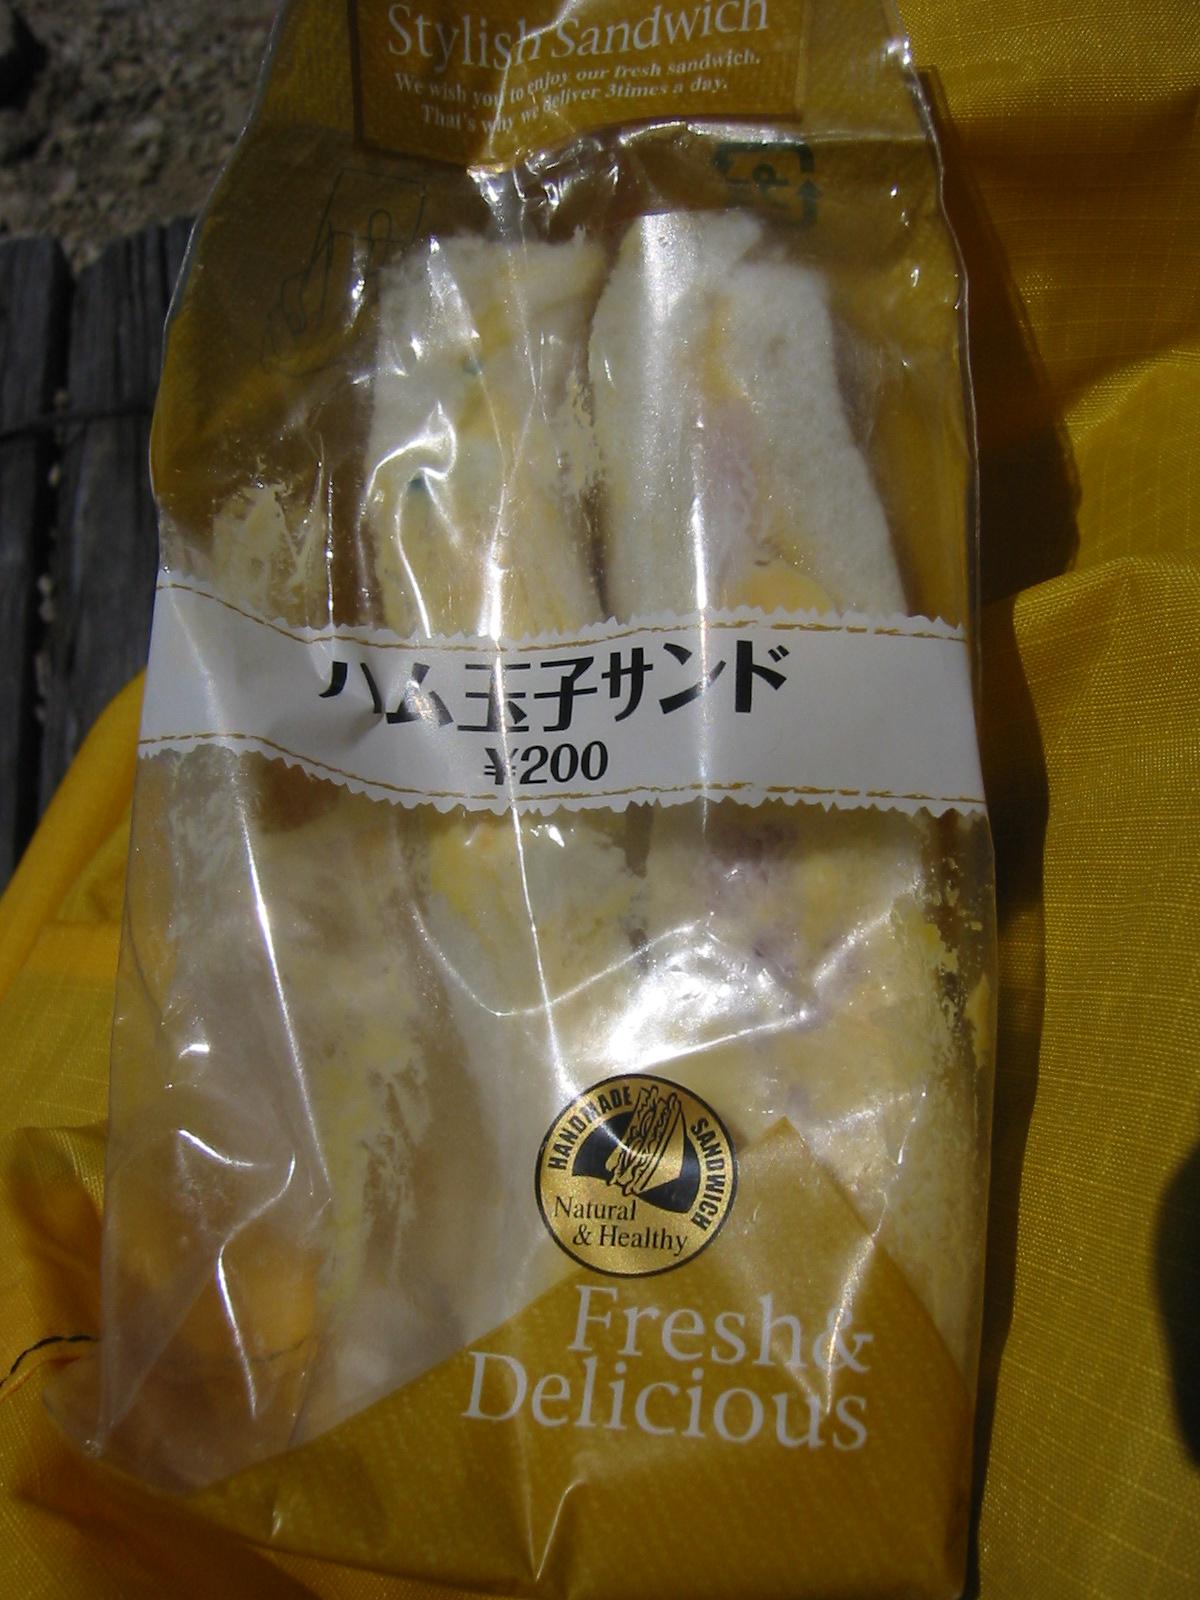 Stylish Sandwich
We wish you to enjoy our fresh sandwich.
That's why we deliver 3times a day.
ハム玉子サンド
¥200
HANDMADE SANDWICH
Natural
& Healthy
Fresh&
Delicious